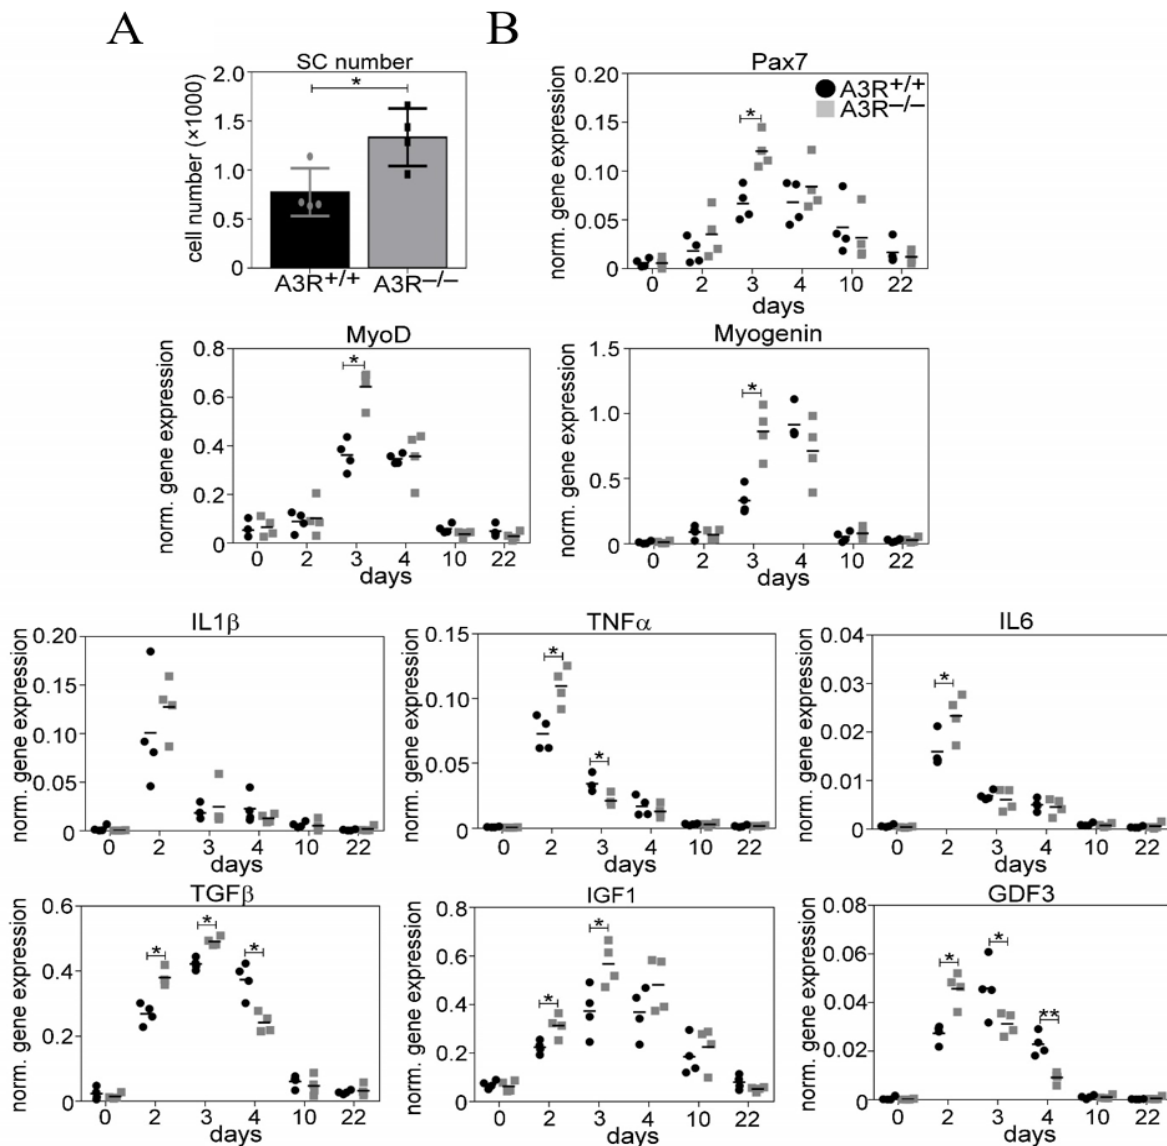 A
B
SC number
*
cell number (×1000)
2.0
1.5
1.0
0.5
0
A3R+/+
A3R−/−
Pax7
A3R+/+
A3R−/−
*
norm. gene expression
0.20
0.15
0.10
0.05
0
0 2 3 4 10 22
days
MyoD
*
norm. gene expression
0.8
0.6
0.4
0.2
0
0 2 3 4 10 22
days
Myogenin
*
norm. gene expression
1.5
1.0
0.5
0
0 2 3 4 10 22
days
IL1β
norm. gene expression
0.20
0.15
0.10
0.05
0
0 2 3 4 10 22
days
TNFα
*
*
norm. gene expression
0.15
0.10
0.05
0
0 2 3 4 10 22
days
IL6
*
norm. gene expression
0.04
0.03
0.02
0.01
0
0 2 3 4 10 22
days
TGFβ
* * *
norm. gene expression
0.6
0.4
0.2
0
0 2 3 4 10 22
days
IGF1
*
*
norm. gene expression
0.8
0.6
0.4
0.2
0
0 2 3 4 10 22
days
GDF3
*
*
**
norm. gene expression
0.08
0.06
0.04
0.02
0
0 2 3 4 10 22
days